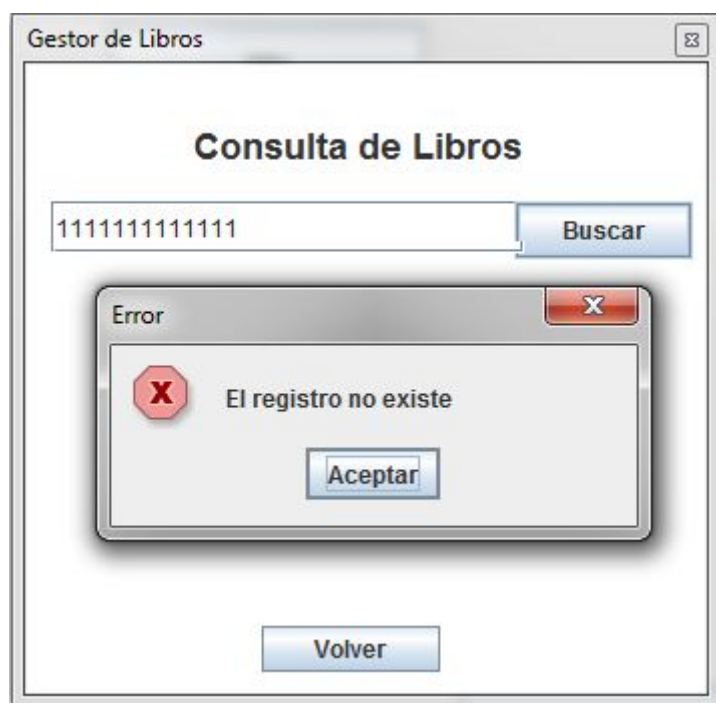 Gestor de Libros
Consulta de Libros
1111111111111
Buscar
Error
El registro no existe
Aceptar
Volver